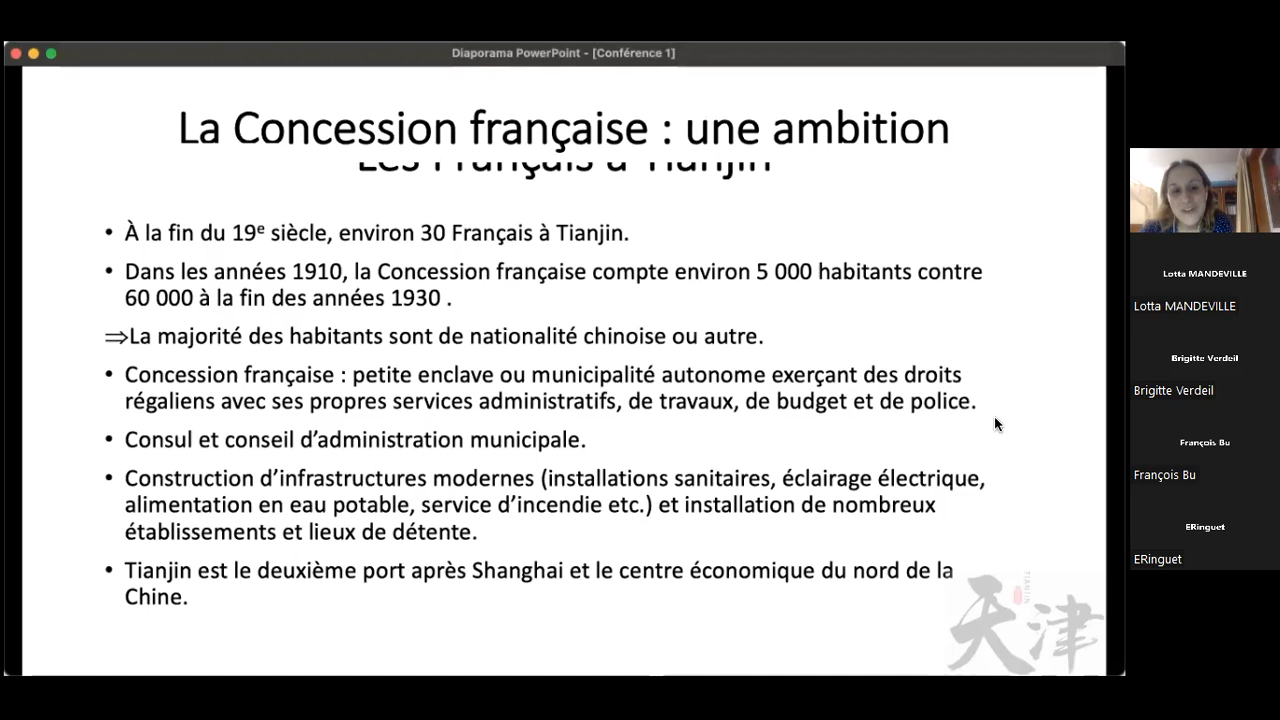 Diaporama PowerPoint - [Conférence 1]
La Concession française : une ambition
Les Français à Tianjin
• À la fin du 19e siècle, environ 30 Français à Tianjin.
• Dans les années 1910, la Concession française compte environ 5 000 habitants contre
60 000 à la fin des années 1930 .
⇒La majorité des habitants sont de nationalité chinoise ou autre.
• Concession française : petite enclave ou municipalité autonome exerçant des droits
régaliens avec ses propres services administratifs, de travaux, de budget et de police.
• Consul et conseil d’administration municipale.
• Construction d’infrastructures modernes (installations sanitaires, éclairage électrique,
alimentation en eau potable, service d’incendie etc.) et installation de nombreux
établissements et lieux de détente.
• Tianjin est le deuxième port après Shanghai et le centre économique du nord de la
Chine.
天津
TIANJIN
Lotta MANDEVILLE
Lotta MANDEVILLE
Brigitte Verdeil
Brigitte Verdeil
François Bu
François Bu
ERinguet
ERinguet